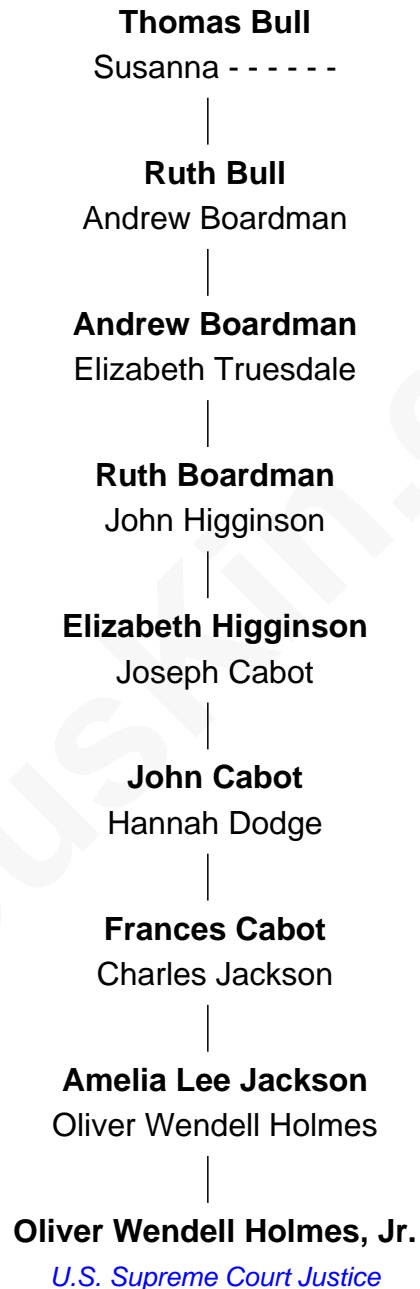 Thomas Bull
Susanna - - - - - -
Ruth Bull
Andrew Boardman
Andrew Boardman
Elizabeth Truesdale
Ruth Boardman
John Higginson
Elizabeth Higginson
Joseph Cabot
John Cabot
Hannah Dodge
Frances Cabot
Charles Jackson
Amelia Lee Jackson
Oliver Wendell Holmes
Oliver Wendell Holmes, Jr.
U.S. Supreme Court Justice